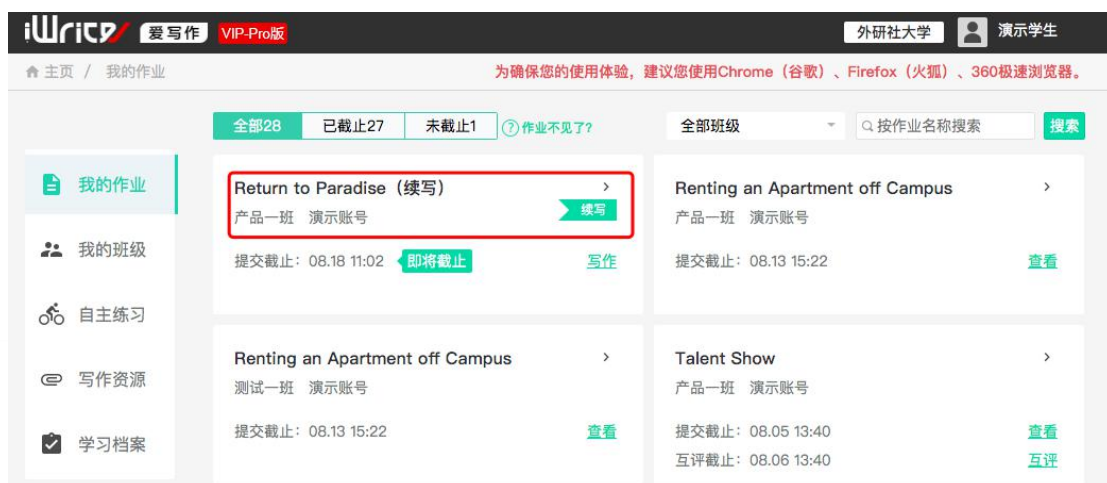 iWrite 爱写作 VIP-Pro版 外研社大学 演示学生
主页 / 我的作业 为确保您的使用体验，建议您使用Chrome（谷歌）、Firefox（火狐）、360极速浏览器。
全部28 已截止27 未截止1 ?作业不见了? 全部班级 按作业名称搜索 搜索
我的作业
我的班级
自主练习
写作资源
学习档案
Return to Paradise（续写） >
产品一班 演示账号 续写
提交截止：08.18 11:02 即将截止 写作
Renting an Apartment off Campus >
产品一班 演示账号
提交截止：08.13 15:22 查看
Renting an Apartment off Campus >
测试一班 演示账号
提交截止：08.13 15:22 查看
Talent Show >
产品一班 演示账号
提交截止：08.05 13:40 查看
互评截止：08.06 13:40 互评